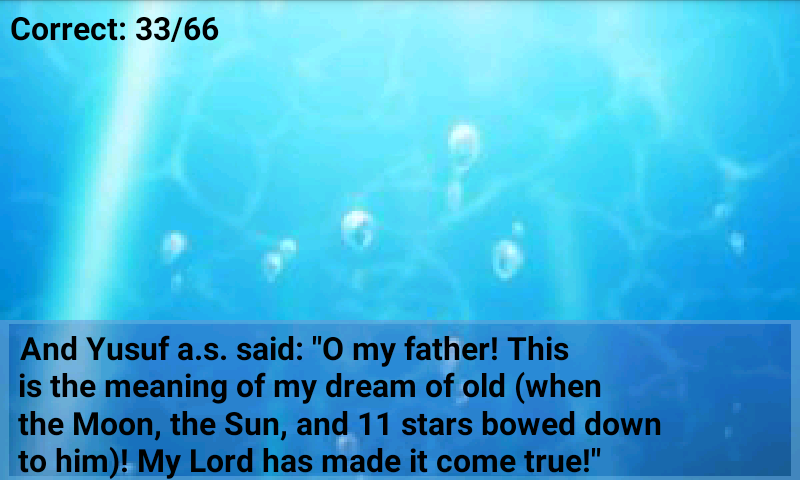 Correct: 33/66
And Yusuf a.s. said: "O my father! This
is the meaning of my dream of old (when
the Moon, the Sun, and 11 stars bowed down
to him)! My Lord has made it come true!"